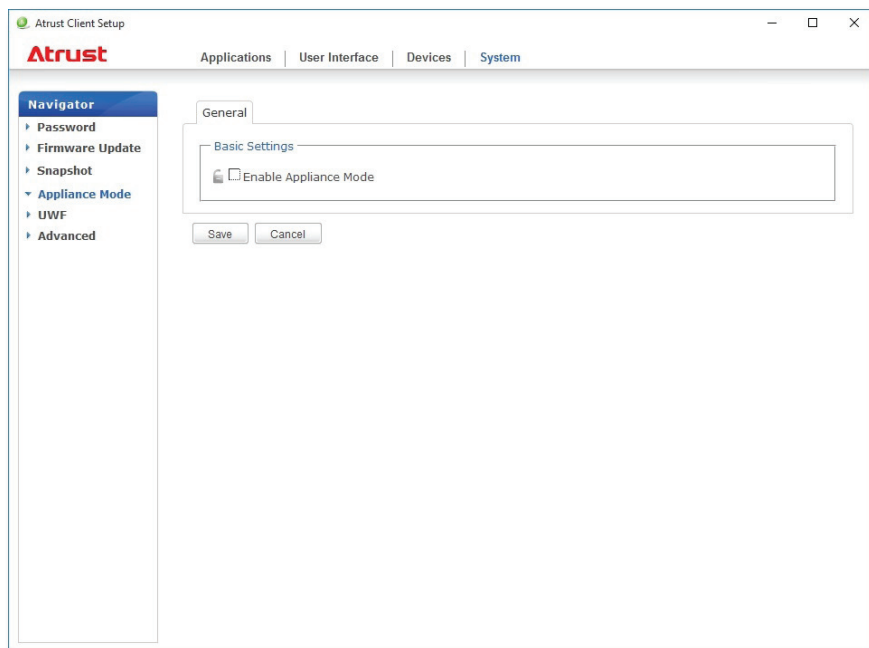 Atrust Client Setup
Atrust
Applications | User Interface | Devices | System
Navigator
Password
Firmware Update
Snapshot
Appliance Mode
UWF
Advanced
General
Basic Settings
Enable Appliance Mode
Save Cancel